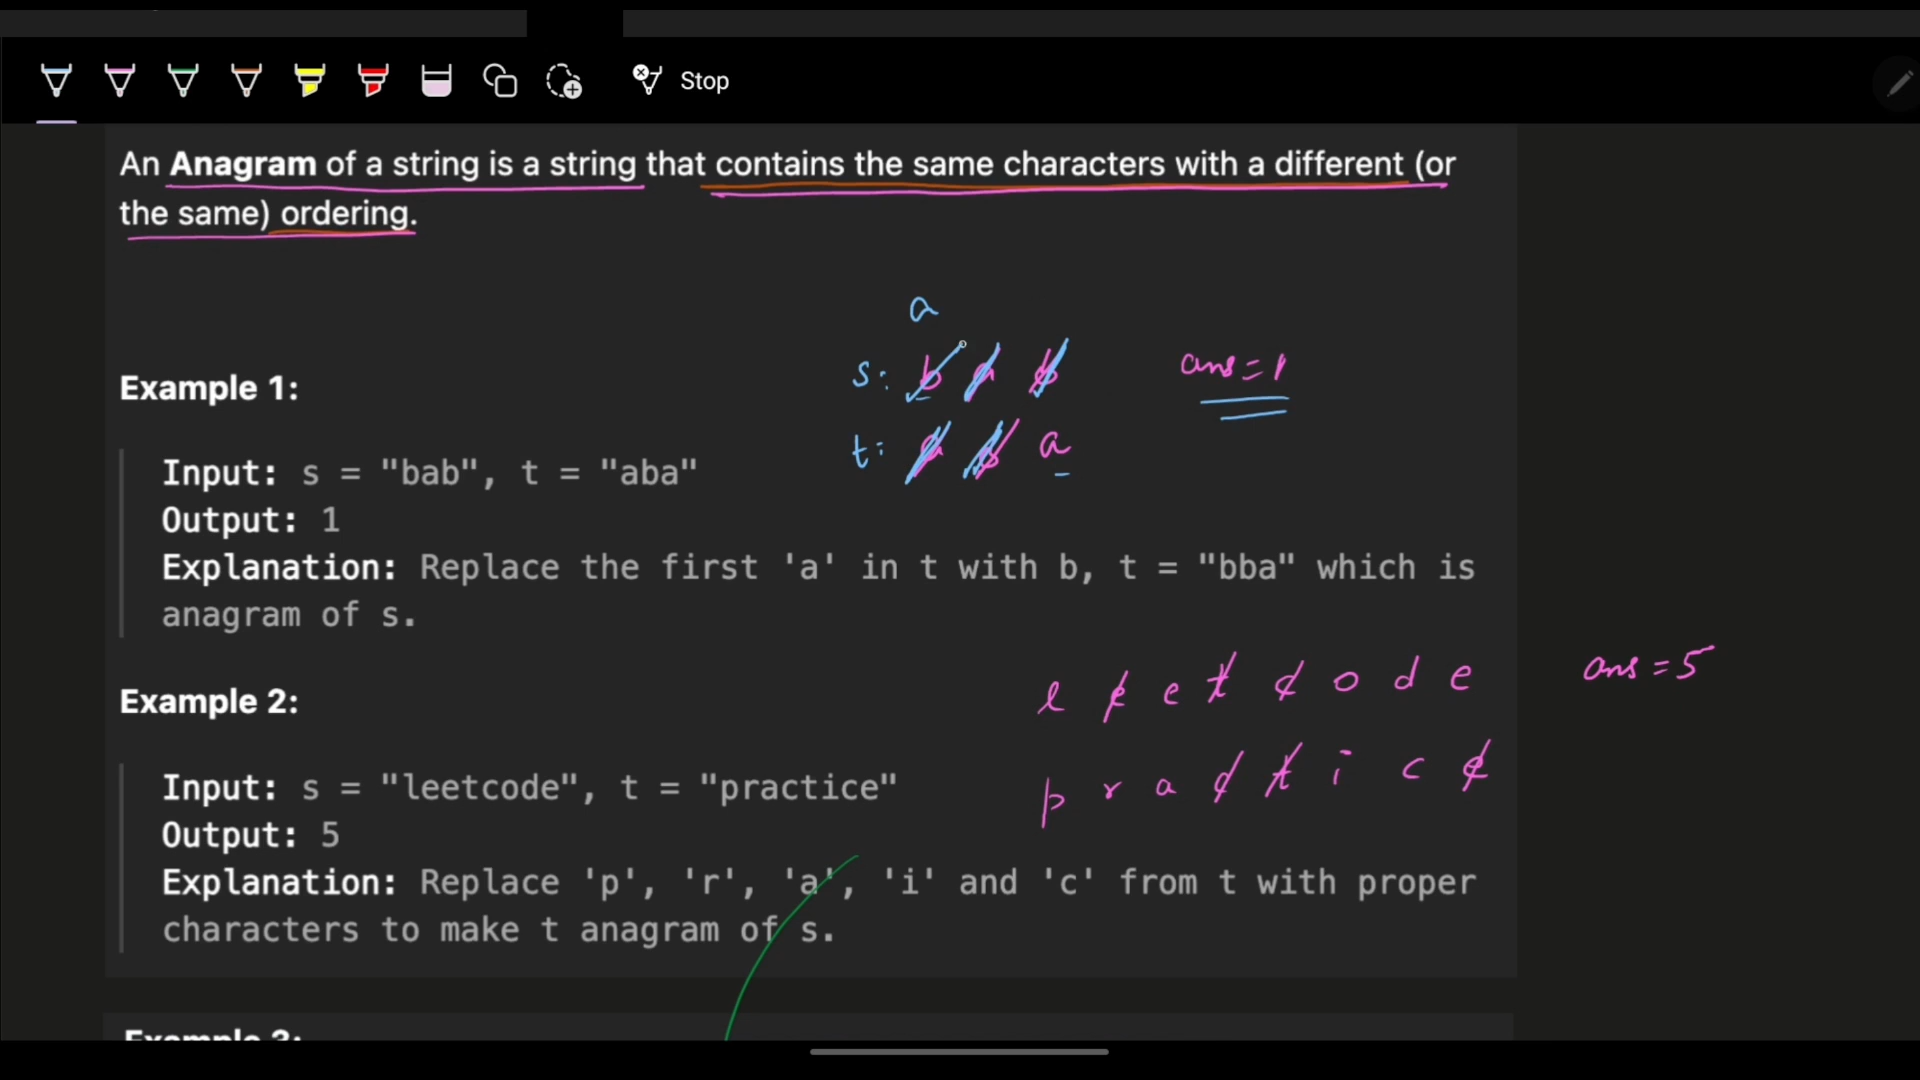 Stop
An Anagram of a string is a string that contains the same characters with a different (or
the same) ordering.
a
s: b a b
ans = 1
t: a b a
Example 1:
Input: s = "bab", t = "aba"
Output: 1
Explanation: Replace the first 'a' in t with b, t = "bba" which is
anagram of s.
l e e t c o d e
ans = 5
p r a c t i c e
Example 2:
Input: s = "leetcode", t = "practice"
Output: 5
Explanation: Replace 'p', 'r', 'a', 'i' and 'c' from t with proper
characters to make t anagram of s.
Example 3: